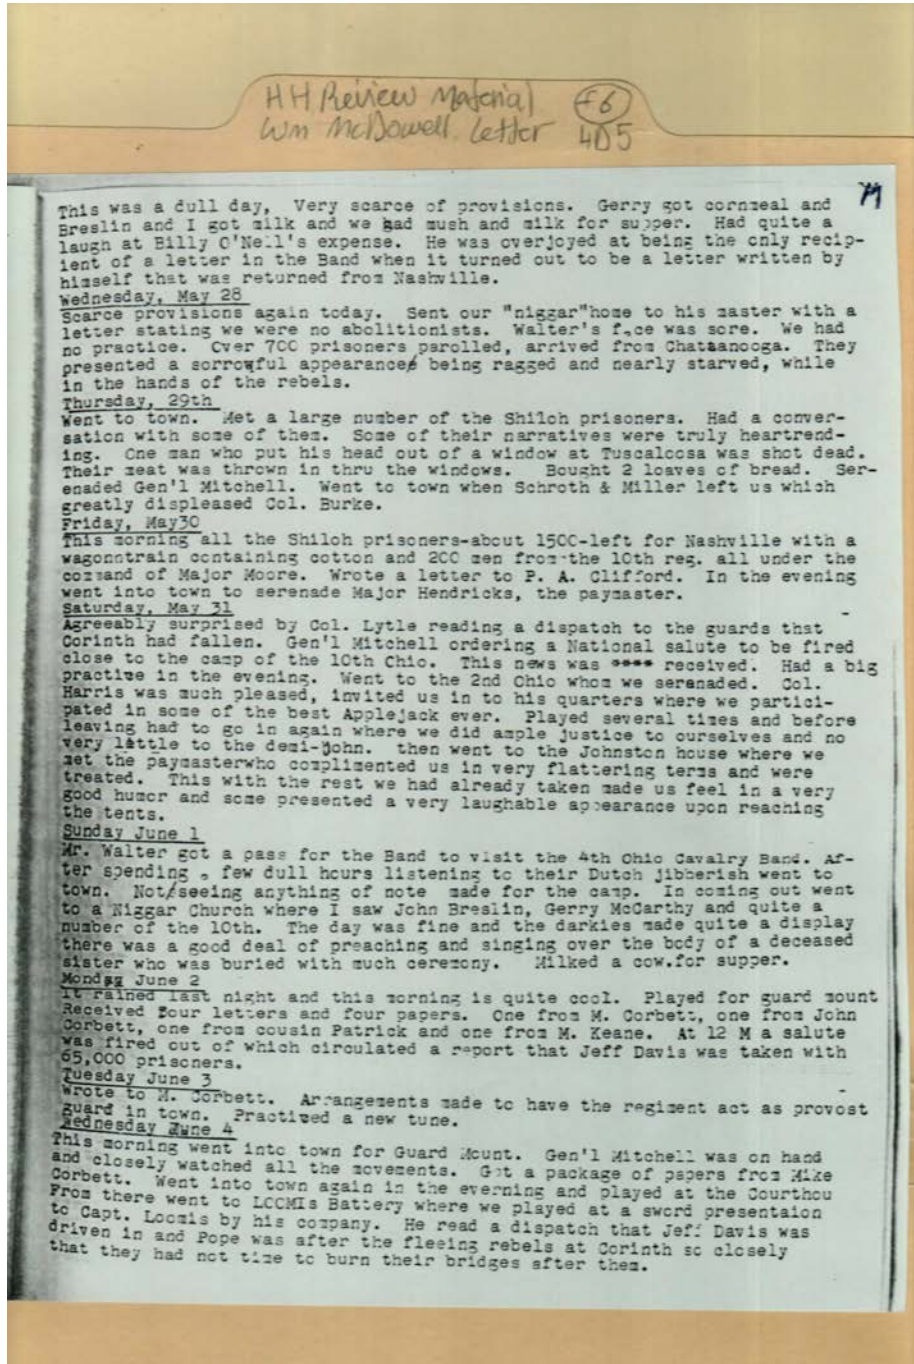 HH Review Material F6
Wm McDowell Letter 4D5
This was a dull day, Very scarce of provisions. Gerry got cornmeal and
Breslin and I got milk and we had mush and milk for supper. Had quite a
laugh at Billy O'Neil's expense. He was overjoyed at being the only recip-
ient of a letter in the Band when it turned out to be a letter written by
himself that was returned from Nashville.
Wednesday, May 28
Scarce provisions again today. Sent our "niggar"home to his master with a
letter stating we were no abolitionists. Walter's face was sore. We had
no practice. Over 700 prisoners parolled, arrived from Chataanooga. They
presented a sorrowful appearance being ragged and nearly starved, while
in the hands of the rebels.
Thursday, 29th
Went to town. Met a large number of the Shiloh prisoners. Had a conver-
sation with some of them. Some of their narratives were truly heartrend-
ing. One man who put his head out of a window at Tuscaloosa was shot dead.
Their meat was thrown in thru the windows. Bought 2 loaves of bread. Ser-
enaded Gen'l Mitchell. Went to town when Schroth & Miller left us which
greatly displeased Col. Burke.
Friday, May30
This morning all the Shiloh prisoners-about 1500-left for Nashville with a
wagonstrain containing cotton and 200 men from the 10th reg. all under the
command of Major Moore. Wrote a letter to P. A. Clifford. In the evening
went into town to serenade Major Hendricks, the paymaster.
Saturday, May 31
Agreeably surprised by Col. Lytle reading a dispatch to the guards that
Corinth had fallen. Gen'l Mitchell ordering a National salute to be fired
close to the camp of the 10th Ohio. This news was **** received. Had a big
practise in the evening. Went to the 2nd Ohio whom we seranaded. Col.
Harris was much pleased, invited us in to his quarters where we partici-
pated in some of the best Applejack ever. Played several times and before
leaving had to go in again where we did ample justice to ourselves and no
very little to the demi-john. then went to the Johnston house where we
met the paymasterwho complimented us in very flattering terms and were
treated. This with the rest we had already taken made us feel in a very
good humor and some presented a very laughable appearance upon reaching
the tents.
Sunday June 1
Mr. Walter got a pass for the Band to visit the 4th Ohio Cavalry Band. Af-
ter spending a few dull hours listening to their Dutch jibberish went to
town. Not/seeing anything of note made for the camp. In coming out went
to a Niggar Church where I saw John Breslin, Gerry McCarthy and quite a
number of the 10th. The day was fine and the darkies made quite a display
there was a good deal of preaching and singing over the body of a deceased
sister who was buried with much ceremony. Milked a cow.for supper.
Monday June 2
It rained last night and this morning is quite cool. Played for guard mount
Received four letters and four papers. One from M. Corbett, one from John
Corbett, one from cousin Patrick and one from M. Keane. At 12 M a salute
was fired out of which circulated a report that Jeff Davis was taken with
65,000 prisoners.
Tuesday June 3
Wrote to M. Corbett. Arrangements made to have the regiment act as provost
guard in town. Practized a new tune.
Wednesday June 4
This morning went into town for Guard Mount. Gen'l Mitchell was on hand
and closely watched all the movements. Got a package of papers from Mike
Corbett. Went into town again in the everning and played at the Courthou
From there went to LOOMIs Battery where we played at a sword presentaion
to Capt. Loomis by his company. He read a dispatch that Jeff Davis was
driven in and Pope was after the fleeing rebels at Corinth so closely
that they had not time to burn their bridges after them.